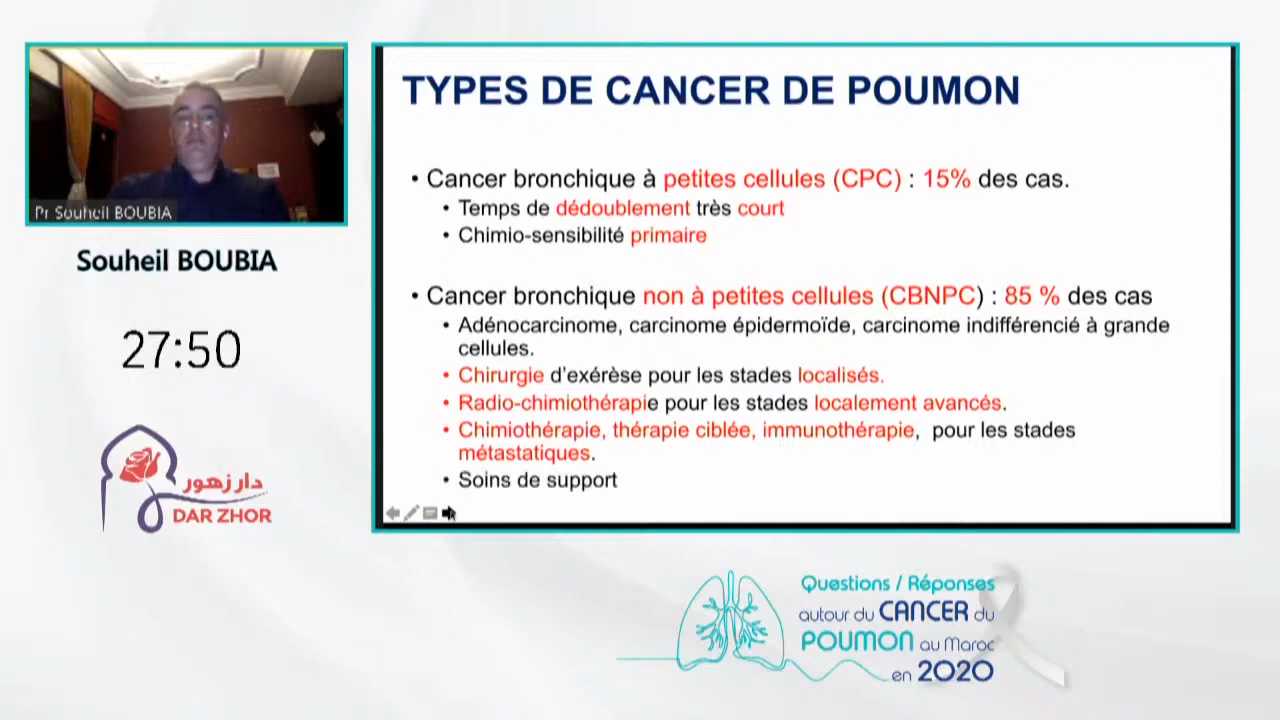 Pr Souheil BOUBIA
Souheil BOUBIA
27:50
دار زهور
DAR ZHOR
TYPES DE CANCER DE POUMON
• Cancer bronchique à petites cellules (CPC) : 15% des cas.
• Temps de dédoublement très court
• Chimio-sensibilité primaire
• Cancer bronchique non à petites cellules (CBNPC) : 85 % des cas
• Adénocarcinome, carcinome épidermoïde, carcinome indifférencié à grande
cellules.
• Chirurgie d'exérèse pour les stades localisés.
• Radio-chimiothérapie pour les stades localement avancés.
• Chimiothérapie, thérapie ciblée, immunothérapie, pour les stades
métastatiques.
• Soins de support
Questions / Réponses
autour du CANCER du
POUMON au Maroc
en 2020